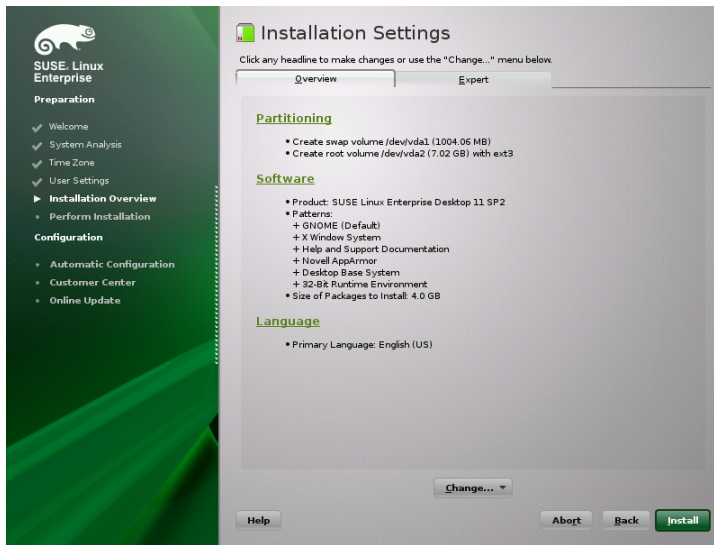 SUSE. Linux
Enterprise
Preparation
Welcome
System Analysis
Time Zone
User Settings
Installation Overview
Perform Installation
Configuration
Automatic Configuration
Customer Center
Online Update
Installation Settings
Click any headline to make changes or use the "Change..." menu below.
Overview
Expert
Partitioning
• Create swap volume /dev/vda1 (1004.06 MB)
• Create root volume /dev/vda2 (7.02 GB) with ext3
Software
• Product: SUSE Linux Enterprise Desktop 11 SP2
• Patterns:
+ GNOME (Default)
+ X Window System
+ Help and Support Documentation
+ Novell AppArmor
+ Desktop Base System
+ 32-Bit Runtime Environment
• Size of Packages to Install: 4.0 GB
Language
• Primary Language: English (US)
Change...
Help
Abort
Back
Install